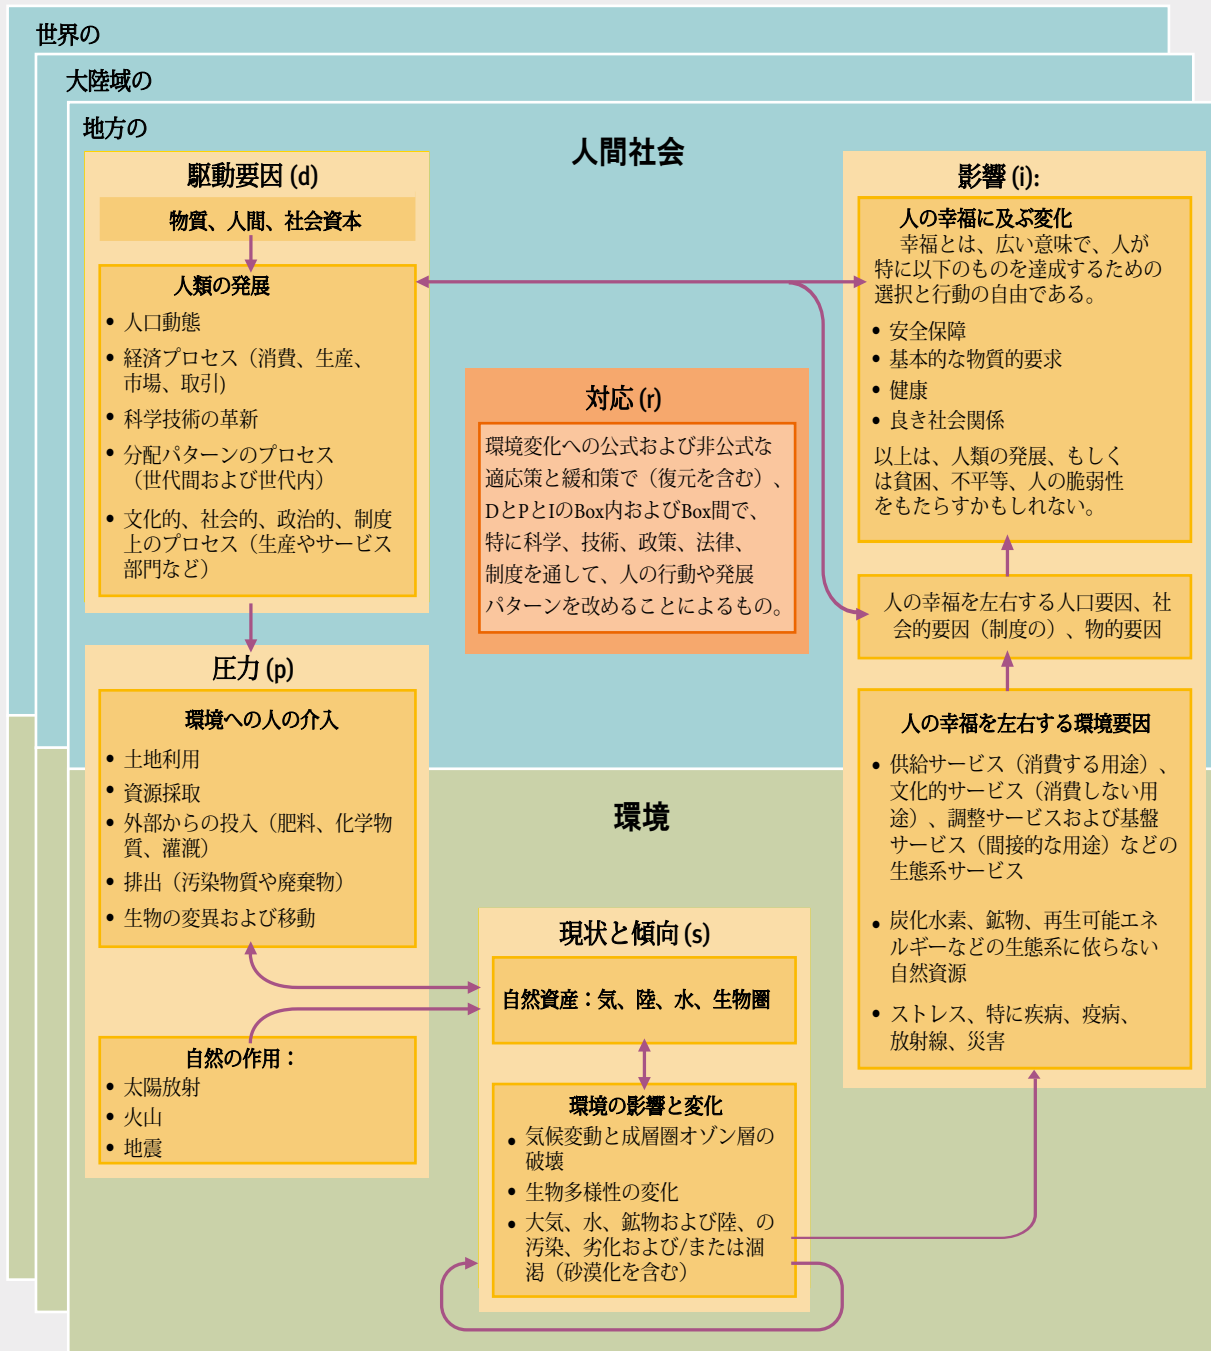 世界の
大陸域の
地方の
人間社会
駆動要因 (d)
物質、人間、社会資本
人類の発展
• 人口動態
• 経済プロセス（消費、生産、
市場、取引)
• 科学技術の革新
• 分配パターンのプロセス
（世代間および世代内）
• 文化的、社会的、政治的、制度
上のプロセス（生産やサービス
部門など）
圧力 (p)
環境への人の介入
• 土地利用
• 資源採取
• 外部からの投入（肥料、化学物
質、灌漑）
• 排出（汚染物質や廃棄物）
• 生物の変異および移動
自然の作用：
• 太陽放射
• 火山
• 地震
対応 (r)
環境変化への公式および非公式な
適応策と緩和策で（復元を含む）、
DとPとIのBox内およびBox間で、
特に科学、技術、政策、法律、
制度を通して、人の行動や発展
パターンを改めることによるもの。
環境
現状と傾向 (s)
自然資産：気、陸、水、生物圏
環境の影響と変化
• 気候変動と成層圏オゾン層の
破壊
• 生物多様性の変化
• 大気、水、鉱物および陸、の
汚染、劣化および/または涸
渇（砂漠化を含む）
影響 (i):
人の幸福に及ぶ変化
幸福とは、広い意味で、人が
特に以下のものを達成するための
選択と行動の自由である。
• 安全保障
• 基本的な物質的要求
• 健康
• 良き社会関係
以上は、人類の発展、もしく
は貧困、不平等、人の脆弱性
をもたらすかもしれない。
人の幸福を左右する人口要因、社
会的要因（制度の）、物的要因
人の幸福を左右する環境要因
• 供給サービス（消費する用途）、
文化的サービス（消費しない用
途）、調整サービスおよび基盤
サービス（間接的な用途）などの
生態系サービス
• 炭化水素、鉱物、再生可能エネ
ルギーなどの生態系に依らない
自然資源
• ストレス、特に疾病、疫病、
放射線、災害